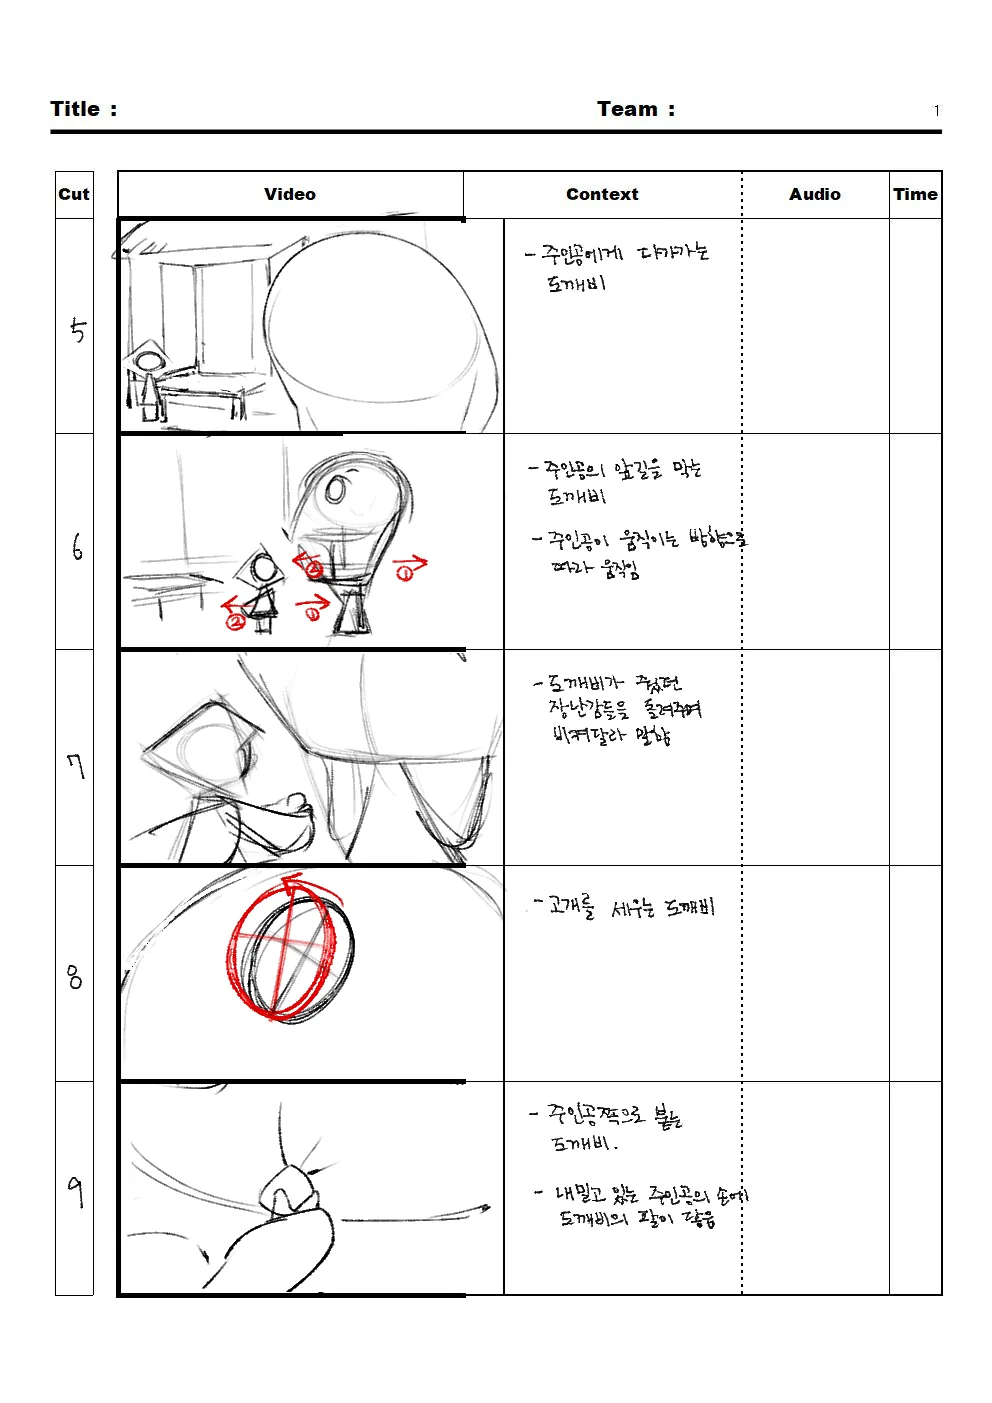 Title :
Team :
1
Cut
Video
Context
Audio
Time
5
- 주인공에게 다가가는
도깨비
6
- 주인공의 앞길을 막는
도깨비
- 주인공이 움직이는 방향으로
따라 움직임
②
①
②
①
7
- 도깨비가 줬던
장난감들을 돌려주며
비켜달라 말함
8
- 고개를 세우는 도깨비
9
- 주인공쪽으로 붙는
도깨비.
- 내밀고 있는 주인공의 손에
도깨비의 팔이 닿음